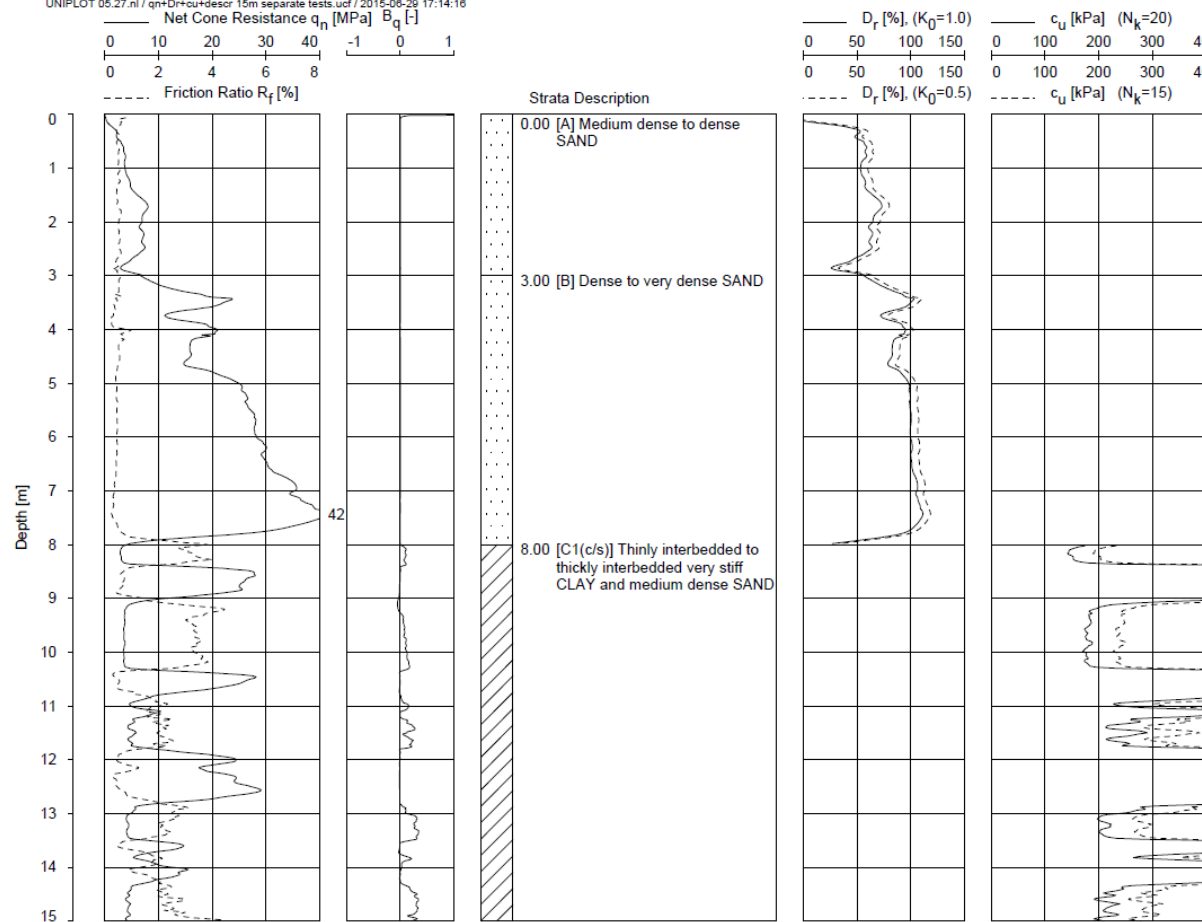 UNIPLOT 05.27.nl / qn+Dr+cu+descr 15m separate tests.ucf / 2015-06-29 17:14:16
Net Cone Resistance qn [MPa] Bq [-]
0 20 40 60 80
-1 0 1
0 2 4 6 8
Friction Ratio Rf [%]
Dr [%], (K0=1.0)
0 50 100 150
0 50 100 150
Dr [%], (K0=0.5)
cu [kPa] (Nk=20)
0 100 200 300 40
0 100 200 300 40
cu [kPa] (Nk=15)
Strata Description
0.00 [A] Medium dense to dense
SAND
3.00 [B] Dense to very dense SAND
8.00 [C1(c/s)] Thinly interbedded to
thickly interbedded very stiff
CLAY and medium dense SAND
42
Depth [m]
0
1
2
3
4
5
6
7
8
9
10
11
12
13
14
15